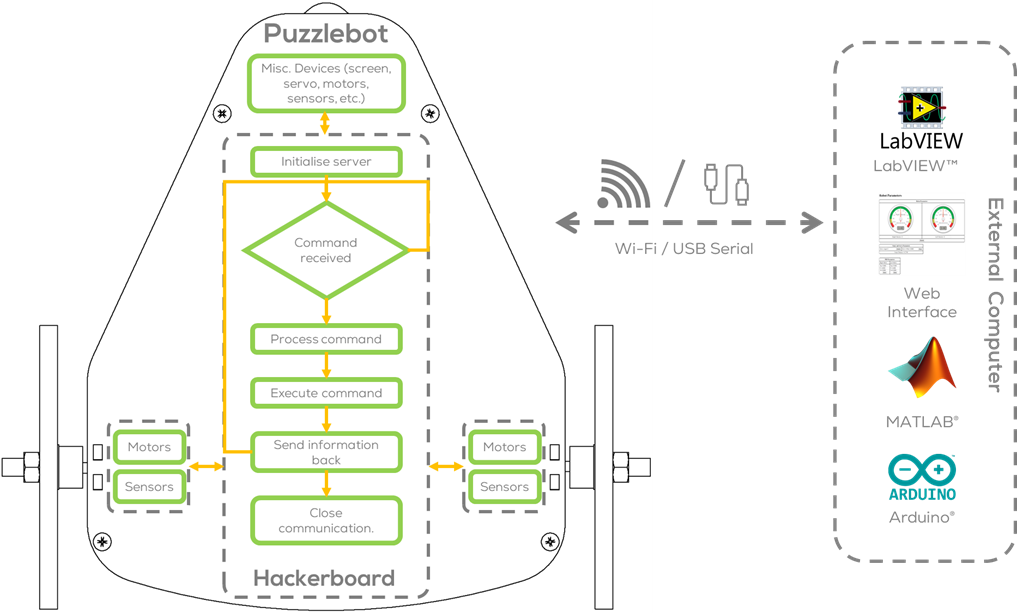 Puzzlebot
Misc. Devices (screen,
servo, motors,
sensors, etc.)
Initialise server
Command
received
Process command
Execute command
Send information
back
Close
communication.
Hackerboard
Motors
Sensors
Motors
Sensors
Wi-Fi / USB Serial
External Computer
LabVIEW
LabVIEW™
Web
Interface
MATLAB®
ARDUINO
Arduino®